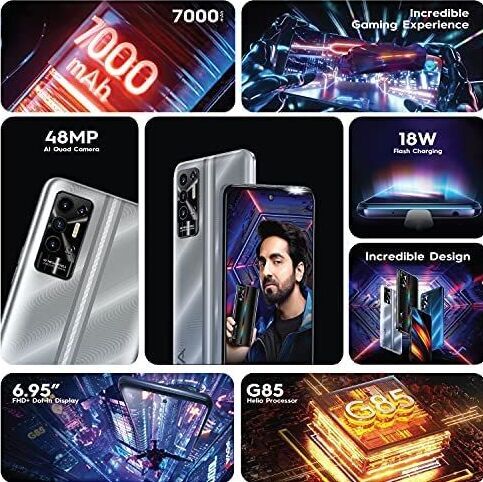 7000
mAh
7000 mAh
Incredible
Gaming Experience
48MP
AI Quad Camera
18W
Flash Charging
Incredible Design
6.95"
FHD+ Dot-in Display
G85
Helio Processor
G85